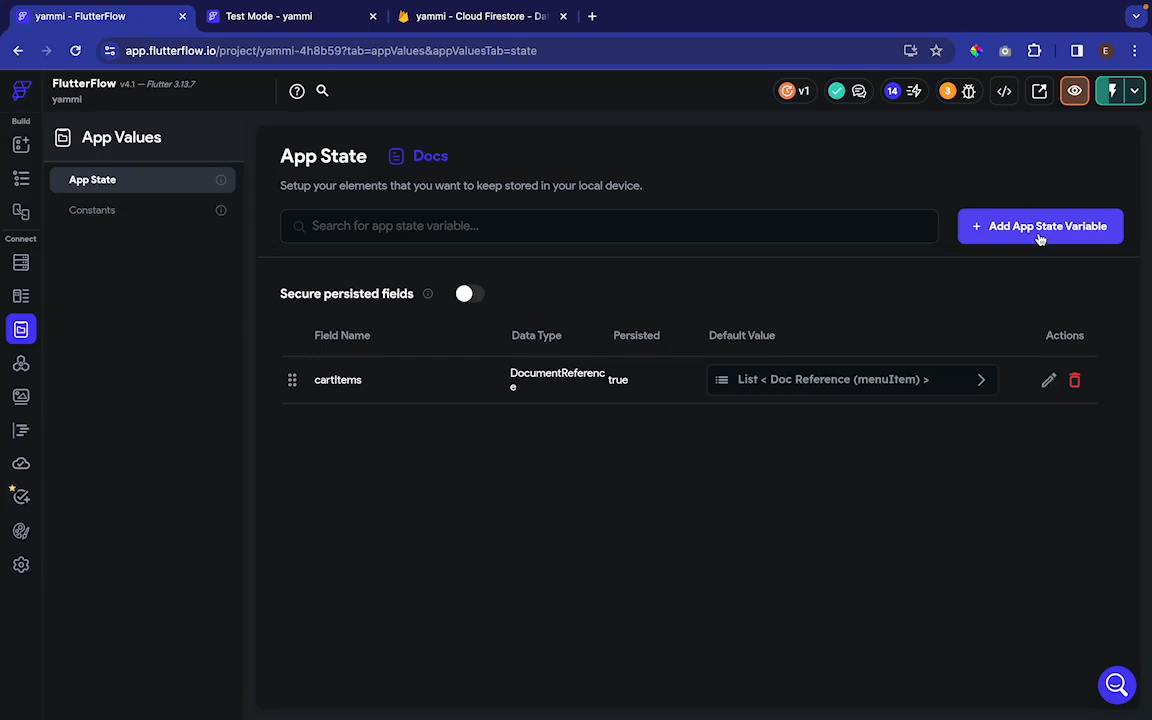 yammi - FlutterFlow
Test Mode - yammi
yammi - Cloud Firestore - Da
app.flutterflow.io/project/yammi-4h8b59?tab=appValues&appValuesTab=state
E
FlutterFlow v4.1 – Flutter 3.13.7
yammi
v1
14
3
Build
Connect
App Values
App State
Constants
App State
Docs
Setup your elements that you want to keep stored in your local device.
Search for app state variable...
+ Add App State Variable
Secure persisted fields
Field Name
Data Type
Persisted
Default Value
Actions
cartItems
DocumentReferenc
e
true
List < Doc Reference (menuItem) >